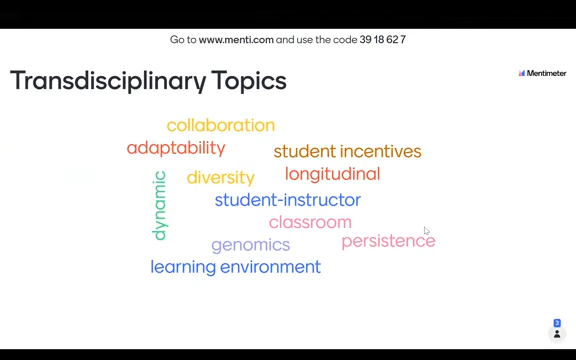 Go to www.menti.com and use the code 39 18 62 7
Mentimeter
Transdisciplinary Topics
collaboration
adaptability
student incentives
longitudinal
dynamic
diversity
student-instructor
classroom
persistence
genomics
learning environment
3